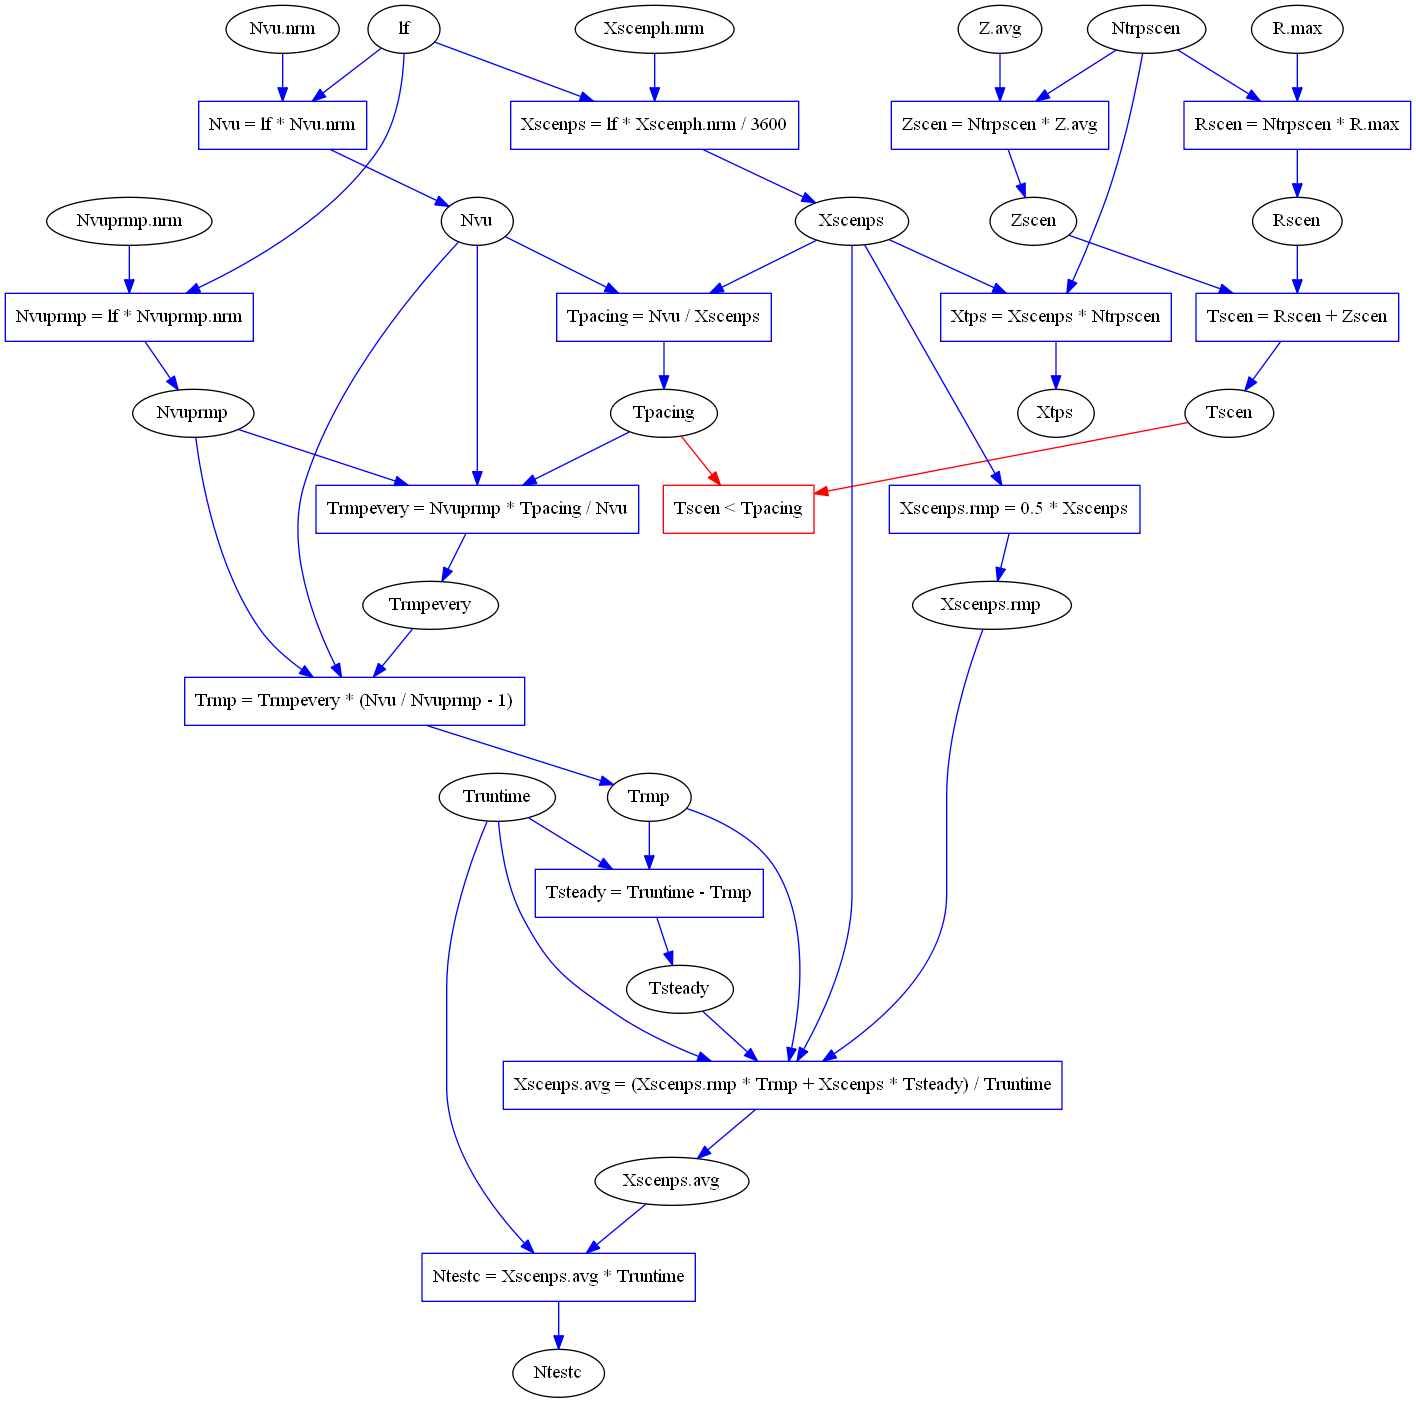 Nvu.nrm
lf
Xscenph.nrm
Z.avg
Ntrpscen
R.max
Nvu = lf * Nvu.nrm
Xscenps = lf * Xscenph.nrm / 3600
Zscen = Ntrpscen * Z.avg
Rscen = Ntrpscen * R.max
Nvuprmp.nrm
Nvu
Xscenps
Zscen
Rscen
Nvuprmp = lf * Nvuprmp.nrm
Tpacing = Nvu / Xscenps
Xtps = Xscenps * Ntrpscen
Tscen = Rscen + Zscen
Nvuprmp
Tpacing
Xtps
Tscen
Trmpevery = Nvuprmp * Tpacing / Nvu
Tscen < Tpacing
Xscenps.rmp = 0.5 * Xscenps
Trmpevery
Xscenps.rmp
Trmp = Trmpevery * (Nvu / Nvuprmp - 1)
Truntime
Trmp
Tsteady = Truntime - Trmp
Tsteady
Xscenps.avg = (Xscenps.rmp * Trmp + Xscenps * Tsteady) / Truntime
Xscenps.avg
Ntestc = Xscenps.avg * Truntime
Ntestc